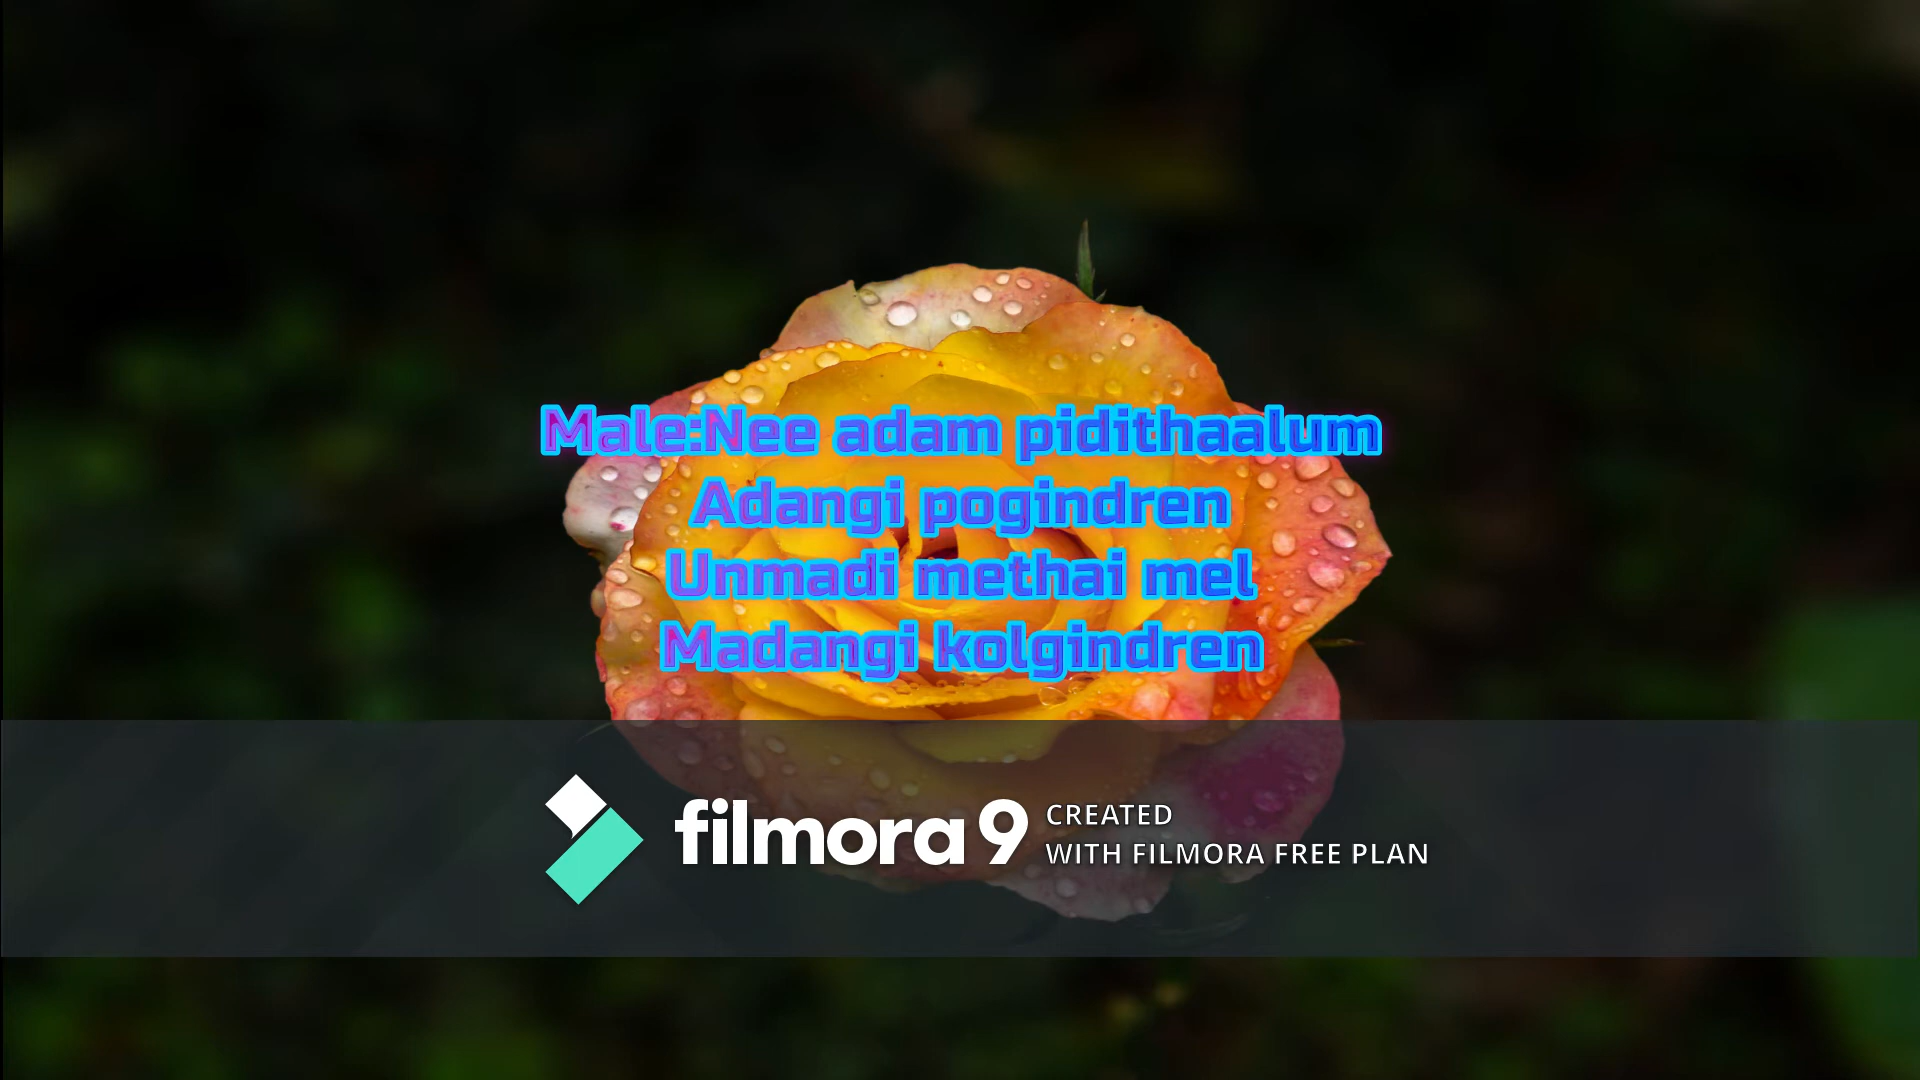 Male:Nee adam pidithaalum
Adangi pogindren
Unmadi methai mel
Madangi kolgindren
filmora 9
CREATED
WITH FILMORA FREE PLAN